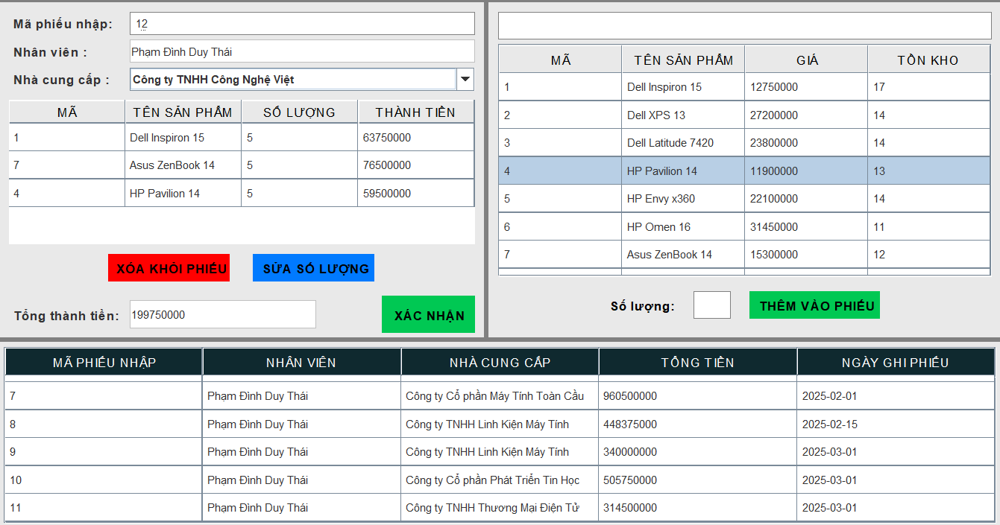 Mã phiếu nhập: 12
Nhân viên : Phạm Đình Duy Thái
Nhà cung cấp : Công ty TNHH Công Nghệ Việt
MÃ TÊN SẢN PHẨM SỐ LƯỢNG THÀNH TIỀN
1 Dell Inspiron 15 5 63750000
7 Asus ZenBook 14 5 76500000
4 HP Pavilion 14 5 59500000
XÓA KHỎI PHIẾU SỬA SỐ LƯỢNG
Tổng thành tiền: 199750000 XÁC NHẬN
MÃ TÊN SẢN PHẨM GIÁ TỒN KHO
1 Dell Inspiron 15 12750000 17
2 Dell XPS 13 27200000 14
3 Dell Latitude 7420 23800000 14
4 HP Pavilion 14 11900000 13
5 HP Envy x360 22100000 14
6 HP Omen 16 31450000 11
7 Asus ZenBook 14 15300000 12
Số lượng: THÊM VÀO PHIẾU
MÃ PHIẾU NHẬP NHÂN VIÊN NHÀ CUNG CẤP TỔNG TIỀN NGÀY GHI PHIẾU
7 Phạm Đình Duy Thái Công ty Cổ phần Máy Tính Toàn Cầu 960500000 2025-02-01
8 Phạm Đình Duy Thái Công ty TNHH Linh Kiện Máy Tính 448375000 2025-02-15
9 Phạm Đình Duy Thái Công ty TNHH Linh Kiện Máy Tính 340000000 2025-03-01
10 Phạm Đình Duy Thái Công ty Cổ phần Phát Triển Tin Học 505750000 2025-03-01
11 Phạm Đình Duy Thái Công ty TNHH Thương Mại Điện Tử 314500000 2025-03-01